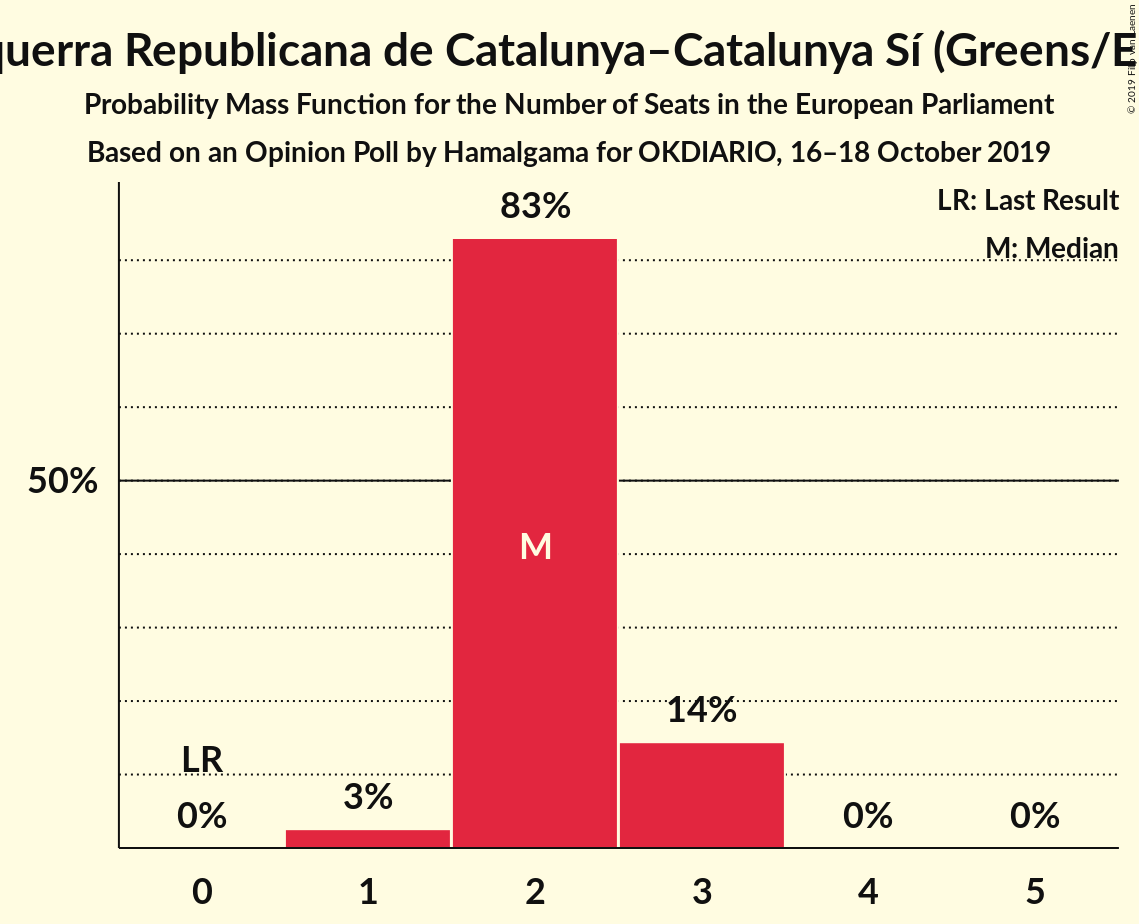 Republicana de Catalunya–Catalunya Sí
Probability Mass Function for the Number of Seats in the European Parliament
Based on an Opinion Poll by Hamalgama for OKDIARIO, 16–18 October 2019
LR: Last Result
M: Median
83%
50%
M
14%
LR
3%
0%
0%
0%
0
1
2
3
4
5
© 2019